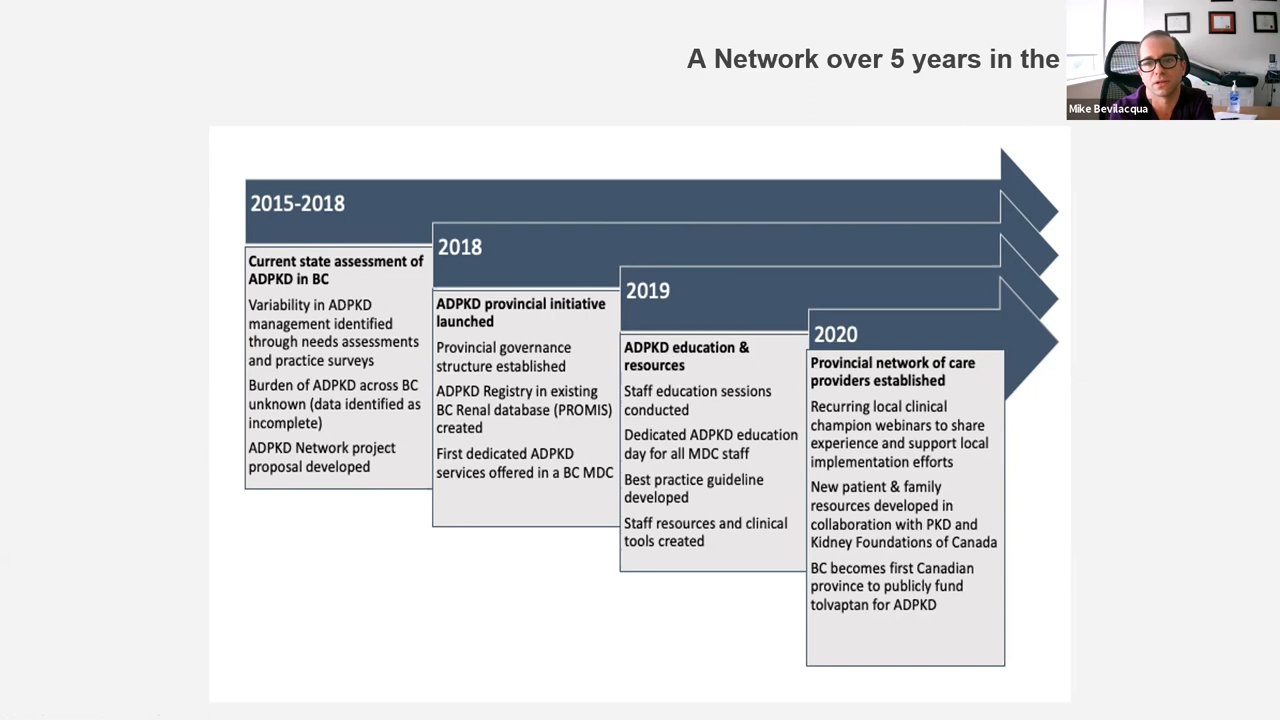 A Network over 5 years in the
Mike Bevilacqua
2015-2018
Current state assessment of
ADPKD in BC
Variability in ADPKD
management identified
through needs assessments
and practice surveys
Burden of ADPKD across BC
unknown (data identified as
incomplete)
ADPKD Network project
proposal developed
2018
ADPKD provincial initiative
launched
Provincial governance
structure established
ADPKD Registry in existing
BC Renal database (PROMIS)
created
First dedicated ADPKD
services offered in a BC MDC
2019
ADPKD education &
resources
Staff education sessions
conducted
Dedicated ADPKD education
day for all MDC staff
Best practice guideline
developed
Staff resources and clinical
tools created
2020
Provincial network of care
providers established
Recurring local clinical
champion webinars to share
experience and support local
implementation efforts
New patient & family
resources developed in
collaboration with PKD and
Kidney Foundations of Canada
BC becomes first Canadian
province to publicly fund
tolvaptan for ADPKD